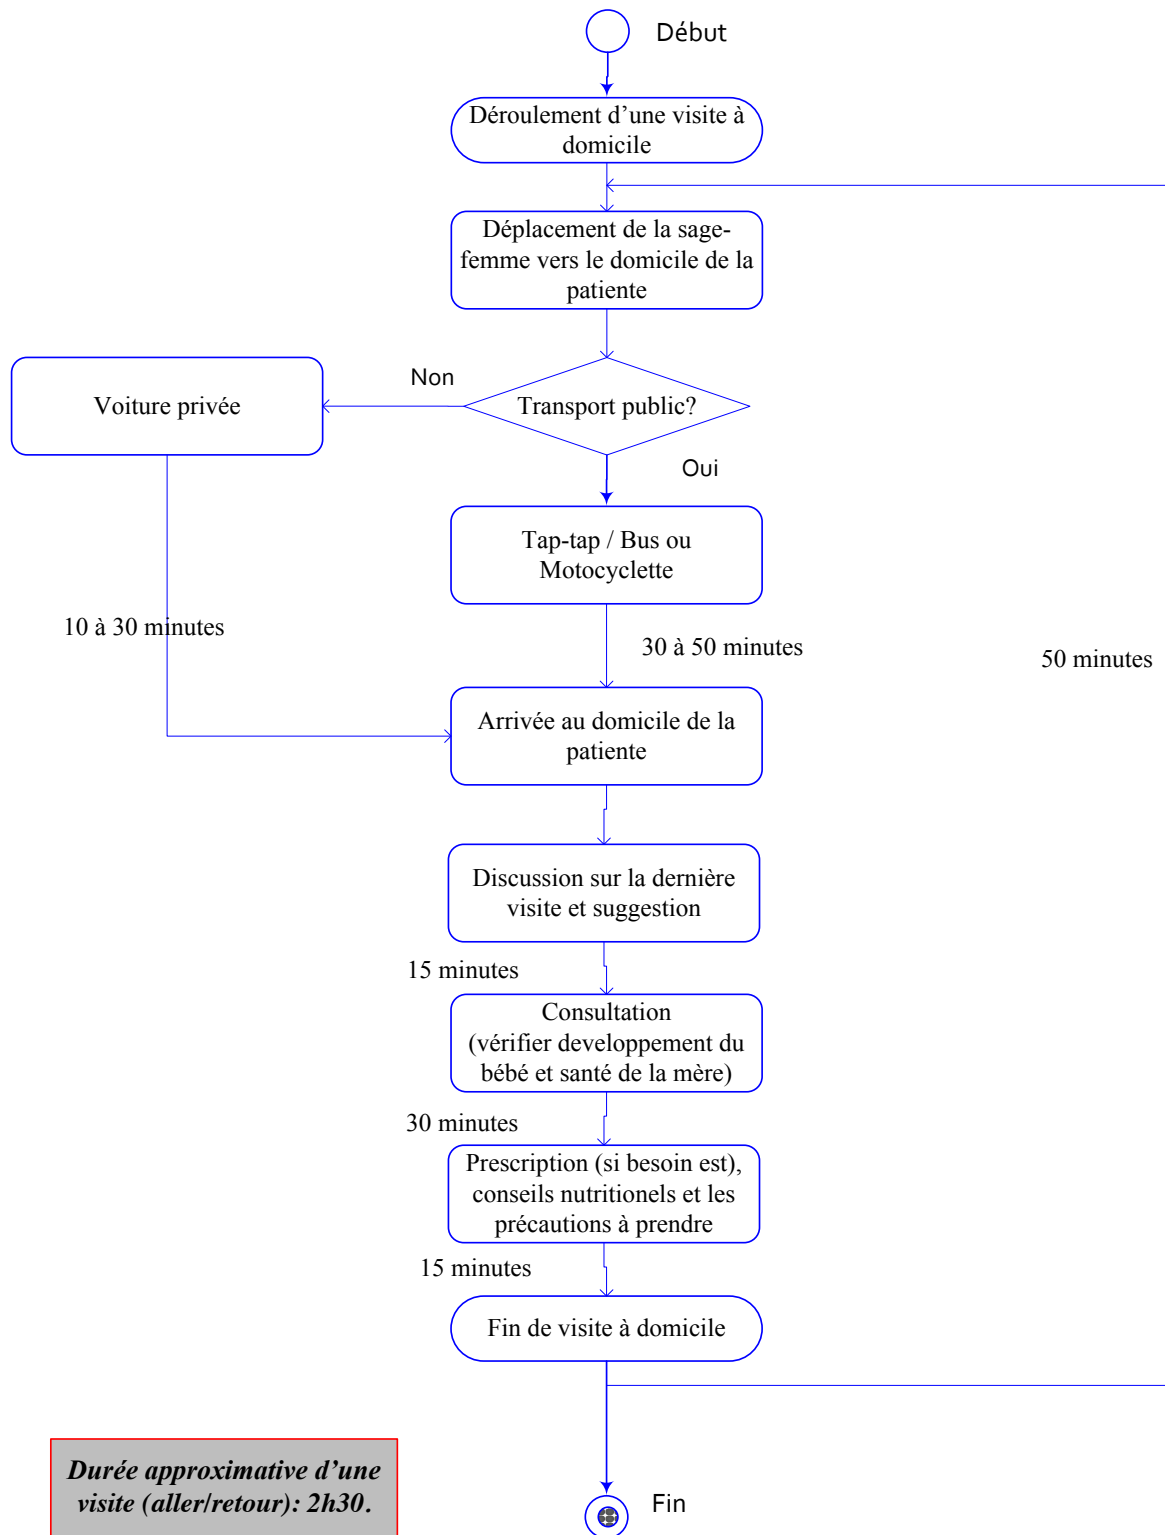 Début
Déroulement d’une visite à
domicile
Déplacement de la sage-
femme vers le domicile de la
patiente
Non
Voiture privée
Transport public?
Oui
Tap-tap / Bus ou
Motocyclette
10 à 30 minutes
30 à 50 minutes
50 minutes
Arrivée au domicile de la
patiente
Discussion sur la dernière
visite et suggestion
15 minutes
Consultation
(vérifier developpement du
bébé et santé de la mère)
30 minutes
Prescription (si besoin est),
conseils nutritionels et les
précautions à prendre
15 minutes
Fin de visite à domicile
Durée approximative d’une
visite (aller/retour): 2h30.
Fin